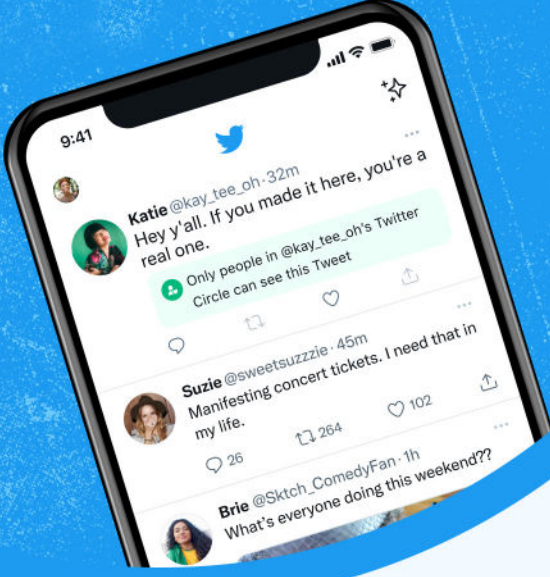 9:41
Katie @kay_tee_oh · 32m
Hey y'all. If you made it here, you're a
real one.
Only people in @kay_tee_oh's Twitter
Circle can see this Tweet
Suzie @sweetsuzzzie · 45m
Manifesting concert tickets. I need that in
my life.
26 264 102
Brie @Sktch_ComedyFan · 1h
What's everyone doing this weekend??